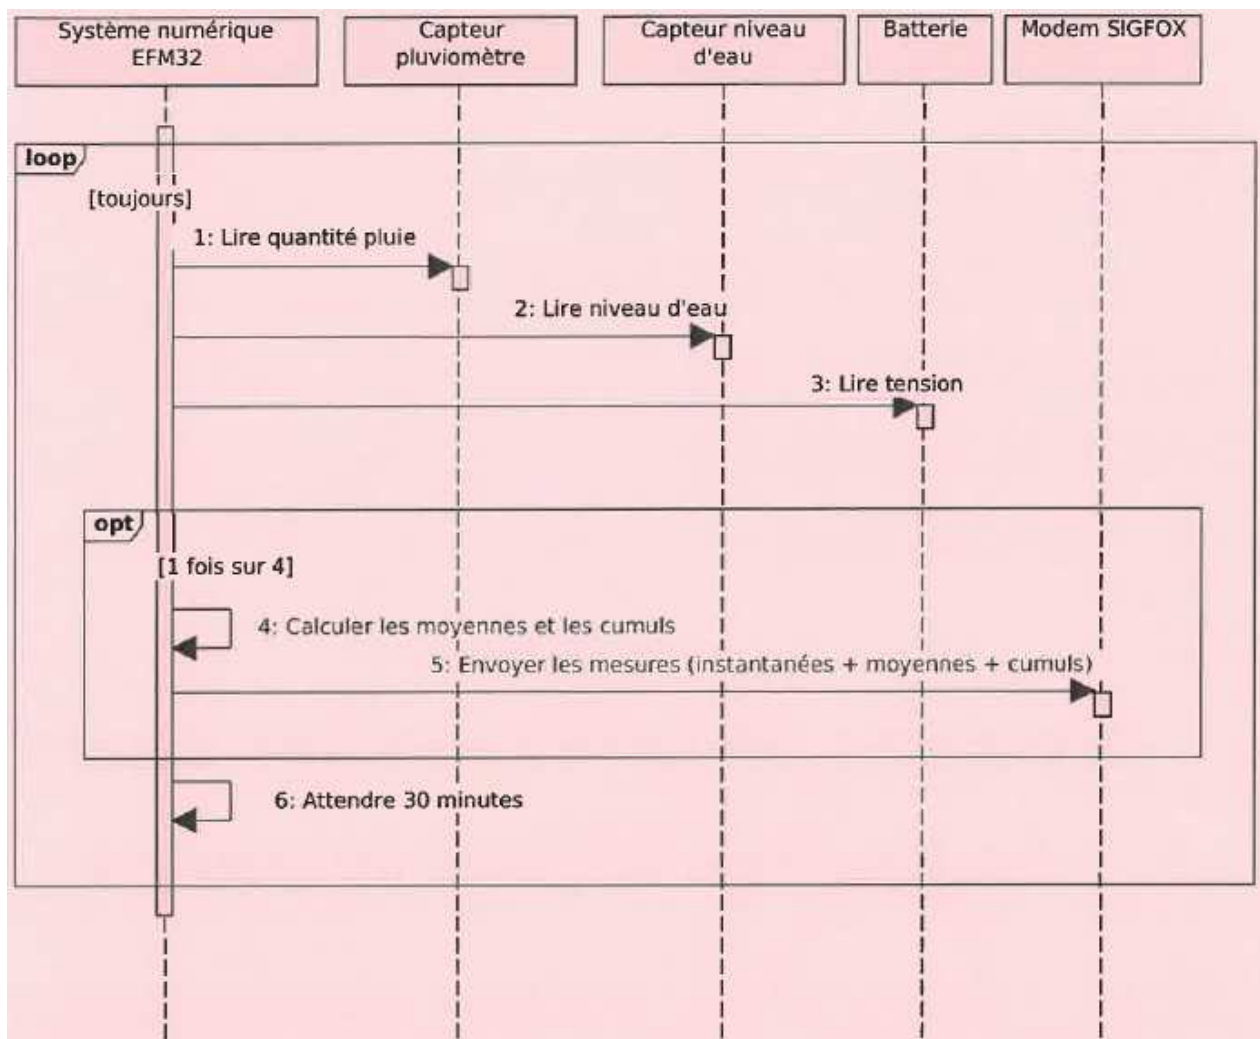 Système numérique
EFM32
Capteur
pluviomètre
Capteur niveau
d'eau
Batterie
Modem SIGFOX
loop
[toujours]
1: Lire quantité pluie
2: Lire niveau d'eau
3: Lire tension
opt
[1 fois sur 4]
4: Calculer les moyennes et les cumuls
5: Envoyer les mesures (instantanées + moyennes + cumuls)
6: Attendre 30 minutes